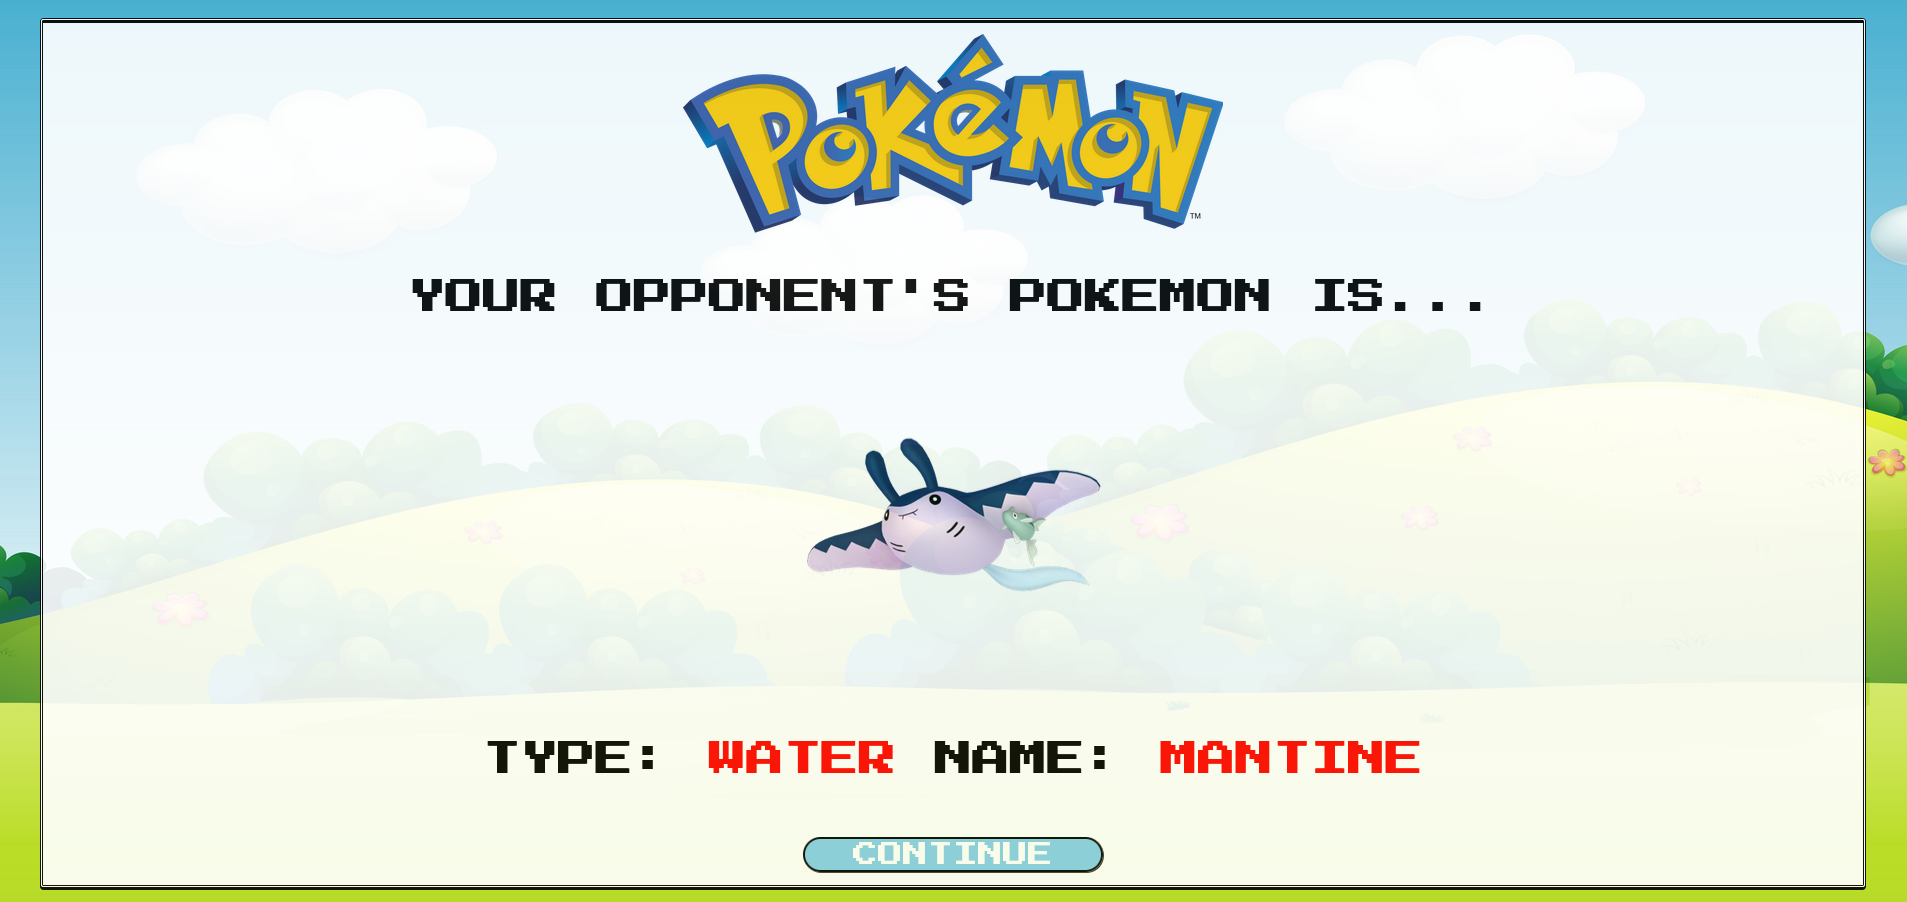 POKéMON
TM
YOUR OPPONENT'S POKEMON IS...
TYPE: WATER NAME: MANTINE
CONTINUE